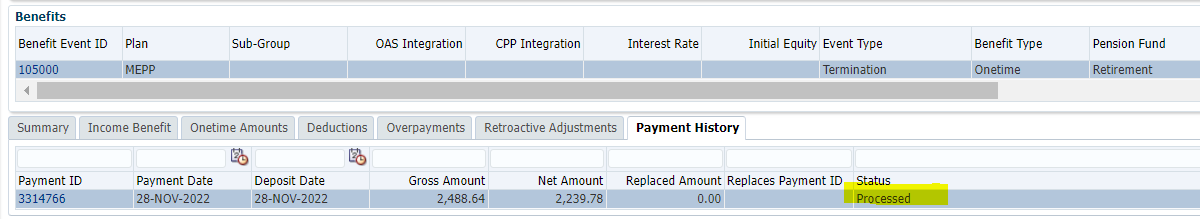 Benefits
Benefit Event ID Plan Sub-Group OAS Integration CPP Integration Interest Rate Initial Equity Event Type Benefit Type Pension Fund
105000 MEPP Termination Onetime Retirement
Summary Income Benefit Onetime Amounts Deductions Overpayments Retroactive Adjustments Payment History
Payment ID Payment Date Deposit Date Gross Amount Net Amount Replaced Amount Replaces Payment ID Status
3314766 28-NOV-2022 28-NOV-2022 2,488.64 2,239.78 0.00 Processed